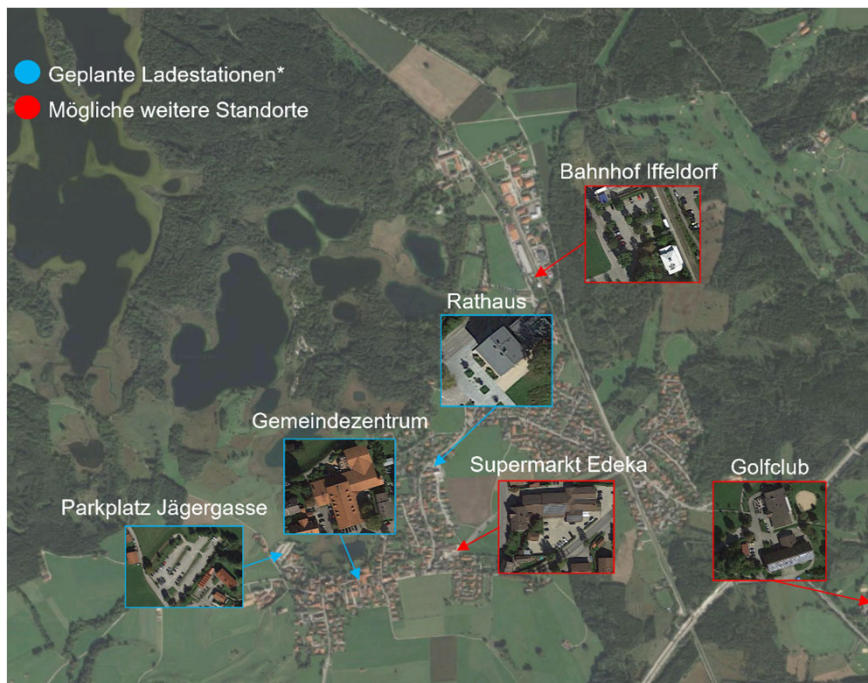 Geplante Ladestationen*
Mögliche weitere Standorte
Bahnhof Iffeldorf
Rathaus
Gemeindezentrum
Supermarkt Edeka
Golfclub
Parkplatz Jägergasse